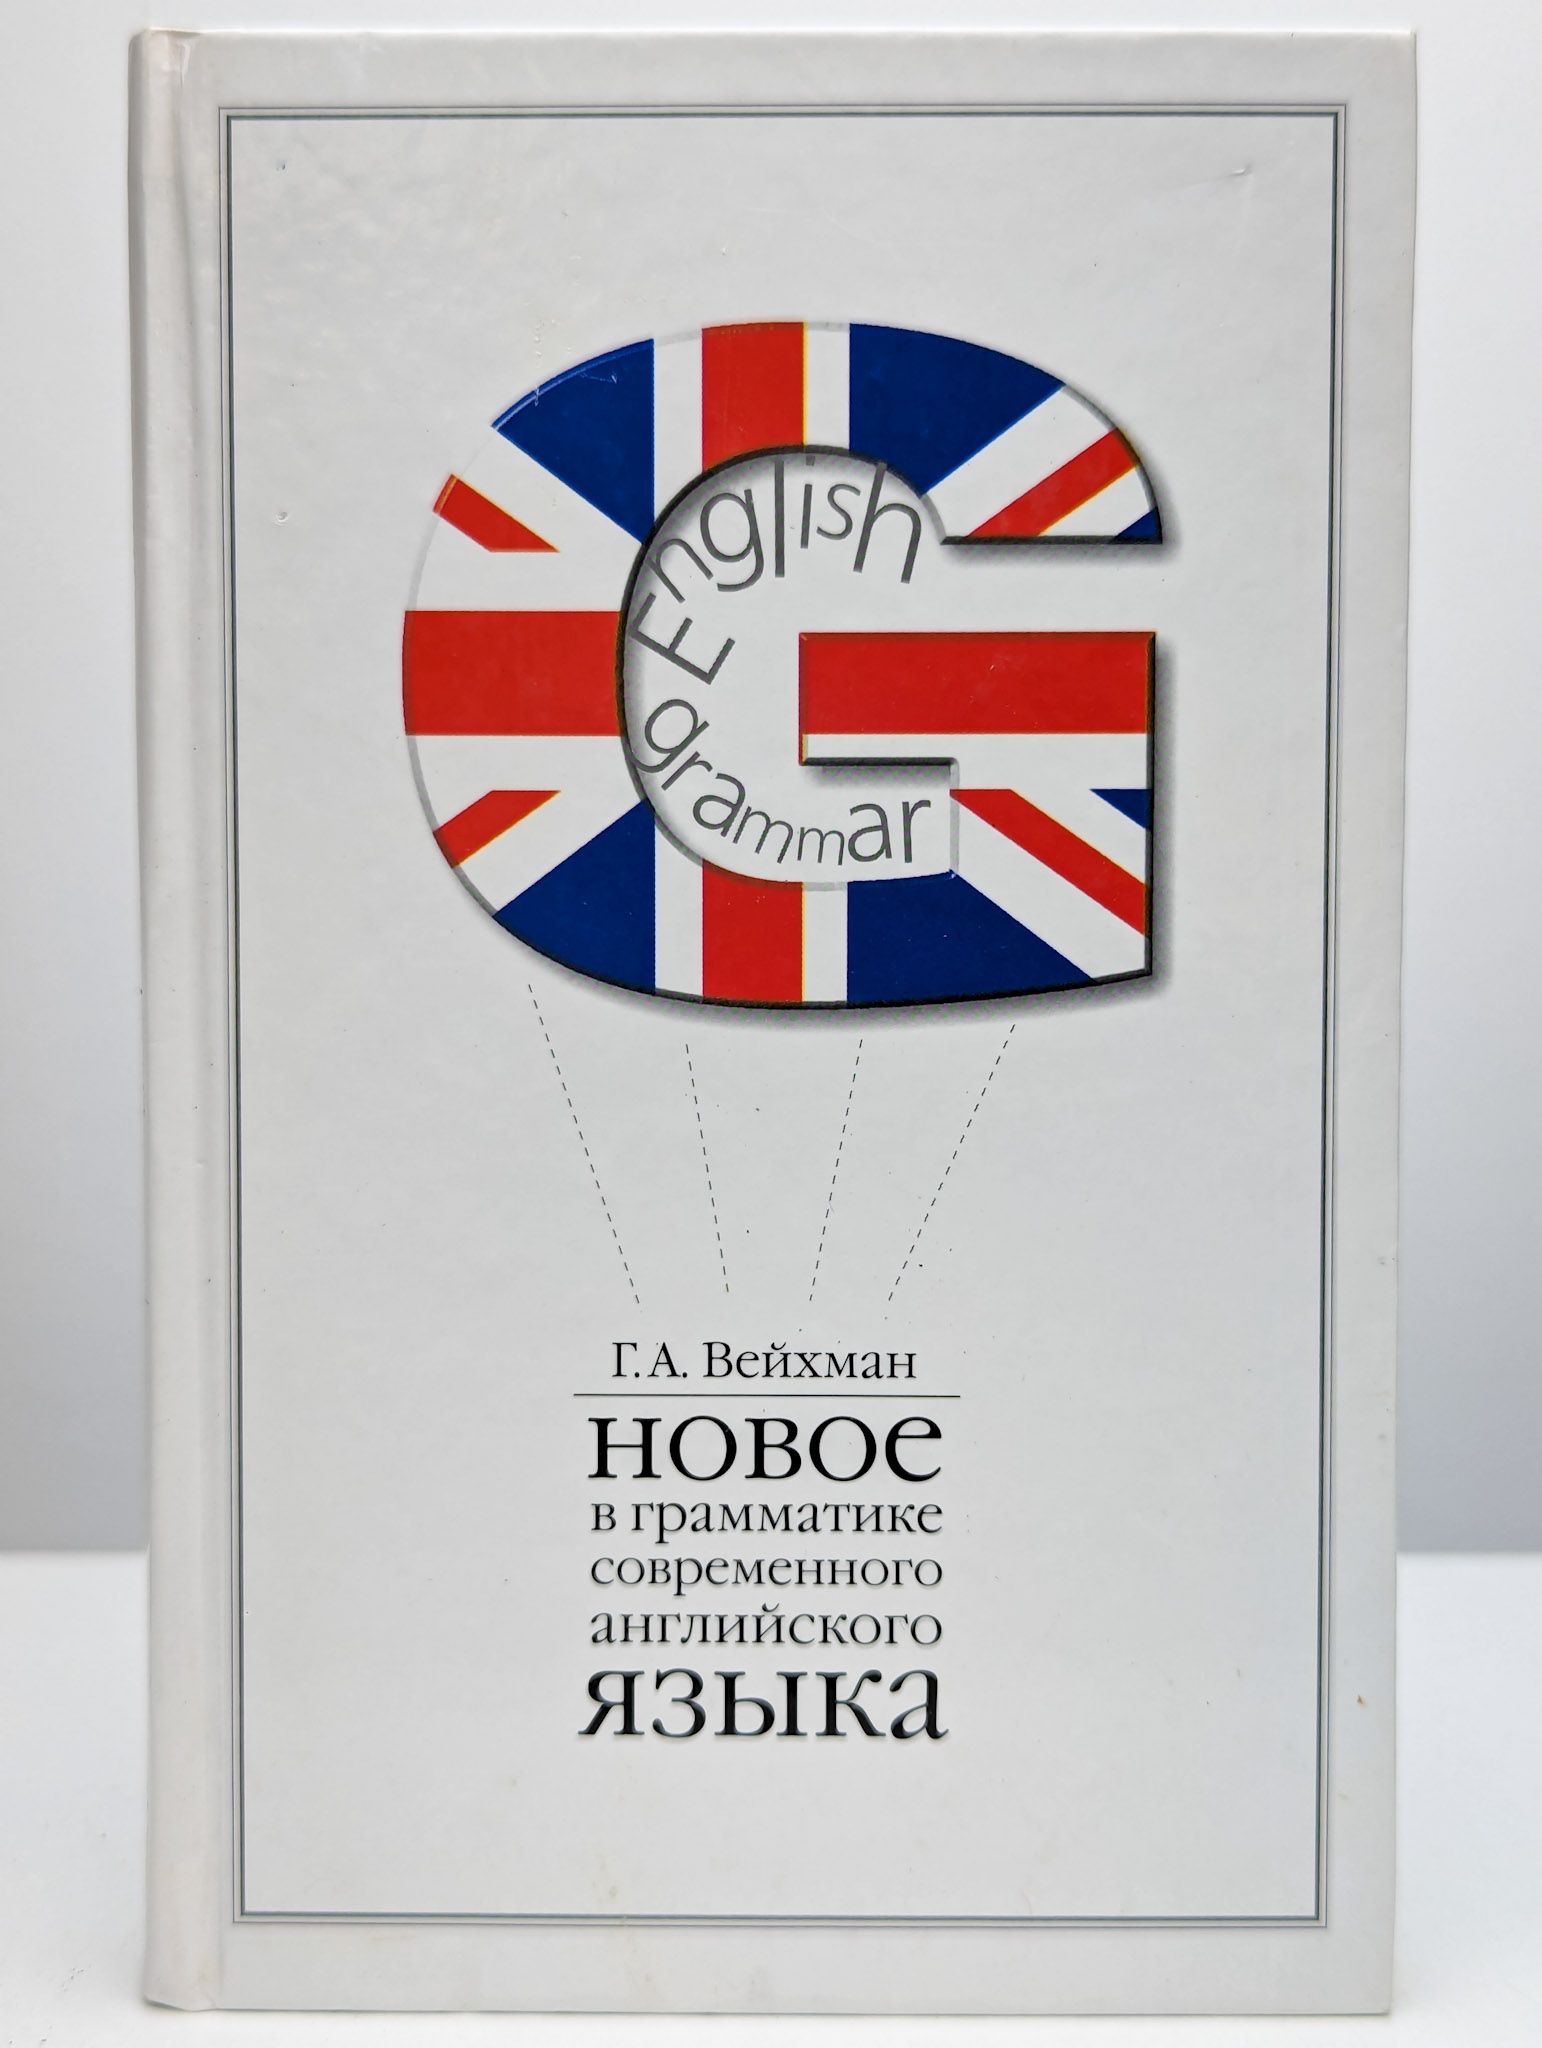 English
grammar
Г. А. Вейхман
новое
в грамматике
современного
английского
языка